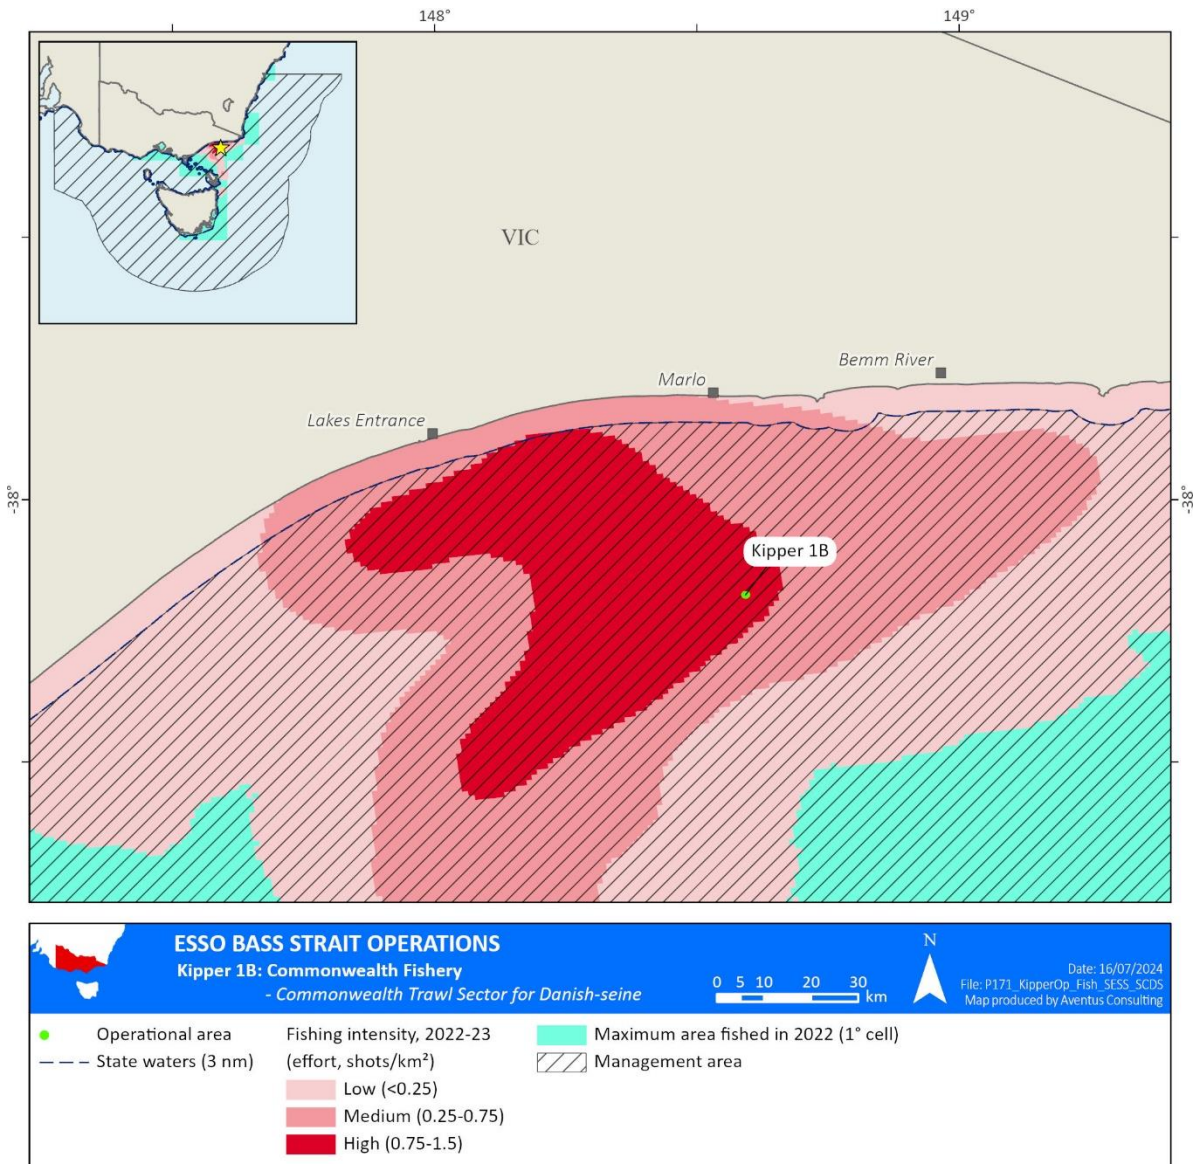 148°
149°
VIC
Bemm River
Marlo
Lakes Entrance
-38°
-38°
Kipper 1B
ESSO BASS STRAIT OPERATIONS
Kipper 1B: Commonwealth Fishery
- Commonwealth Trawl Sector for Danish-seine
0 5 10 20 30
km
N
Date: 16/07/2024
File: P171_KipperOp_Fish_SESS_SCDS
Map produced by Aventus Consulting
Operational area
State waters (3 nm)
Fishing intensity, 2022-23
(effort, shots/km²)
Low (<0.25)
Medium (0.25-0.75)
High (0.75-1.5)
Maximum area fished in 2022 (1° cell)
Management area